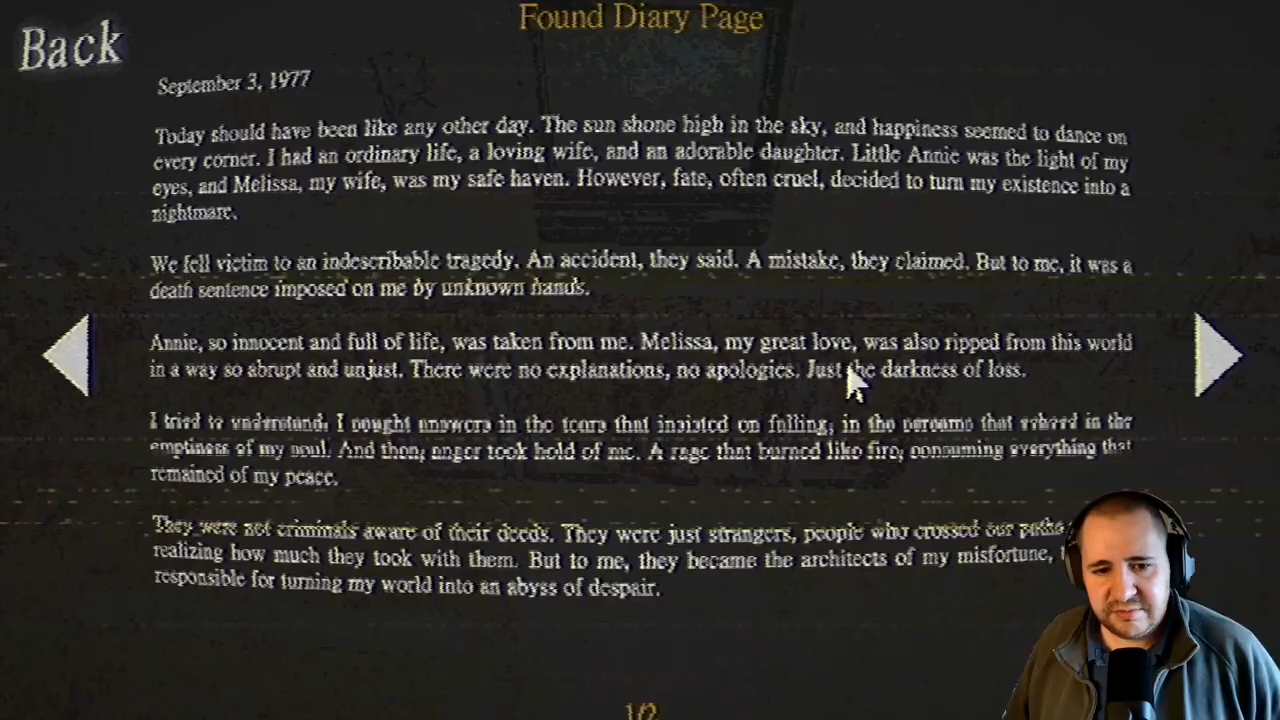 Found Diary Page
Back
September 3, 1977
Today should have been like any other day. The sun shone high in the sky, and happiness seemed to dance on
every corner. I had an ordinary life, a loving wife, and an adorable daughter. Little Annie was the light of my
eyes, and Melissa, my wife, was my safe haven. However, fate, often cruel, decided to turn my existence into a
nightmare.
We fell victim to an indescribable tragedy. An accident, they said. A mistake, they claimed. But to me, it was a
death sentence imposed on me by unknown hands.
Annie, so innocent and full of life, was taken from me. Melissa, my great love, was also ripped from this world
in a way so abrupt and unjust. There were no explanations, no apologies. Just the darkness of loss.
I tried to understand. I sought answers in the tears that insisted on falling, in the screams that echoed in the
emptiness of my soul. And then, anger took hold of me. A rage that burned like fire, consuming everything that
remained of my peace.
They were not criminals aware of their deeds. They were just strangers, people who crossed our paths
realizing how much they took with them. But to me, they became the architects of my misfortune,
responsible for turning my world into an abyss of despair.
1/2